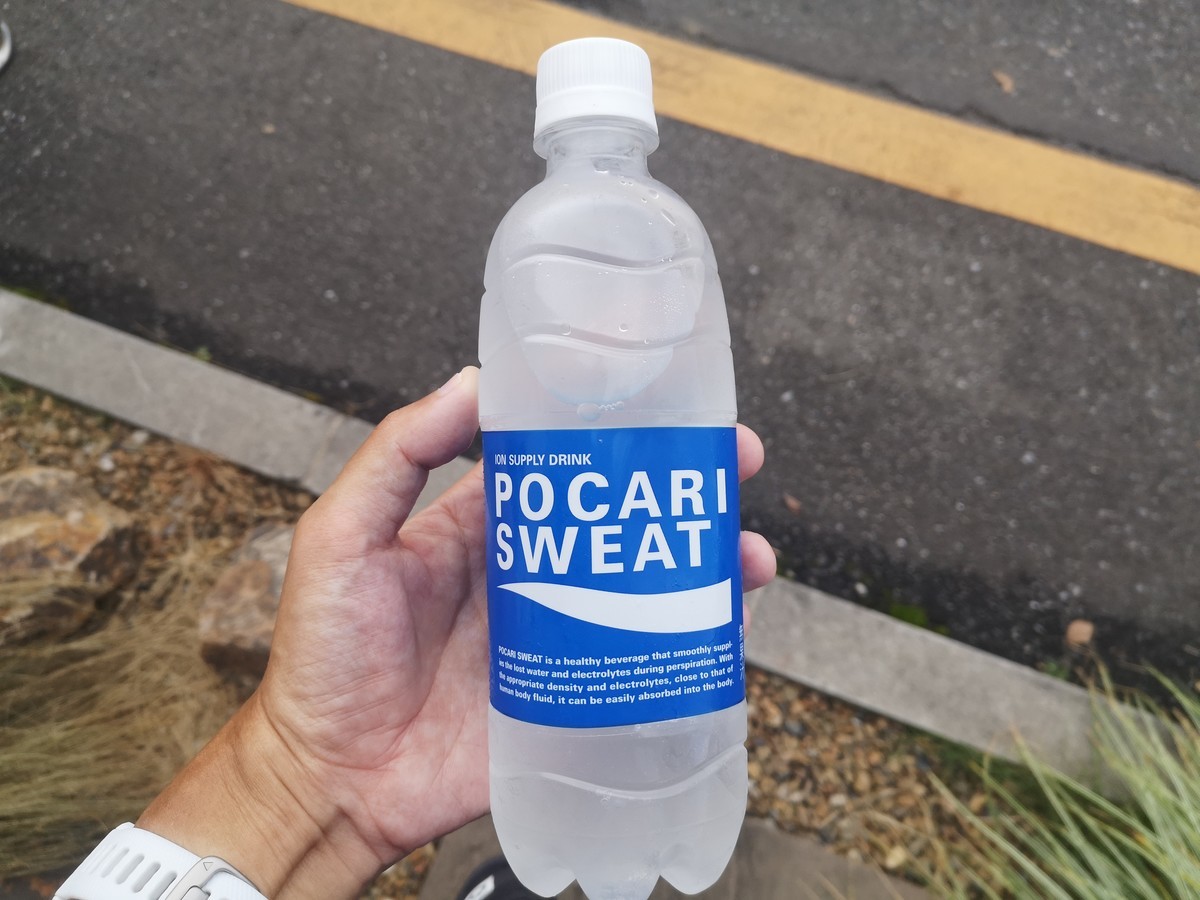 ION SUPPLY DRINK
POCARI
SWEAT
POCARI SWEAT is a healthy beverage that smoothly suppl-
ies the lost water and electrolytes during perspiration. With
the appropriate density and electrolytes, close to that of
human body fluid, it can be easily absorbed into the body.